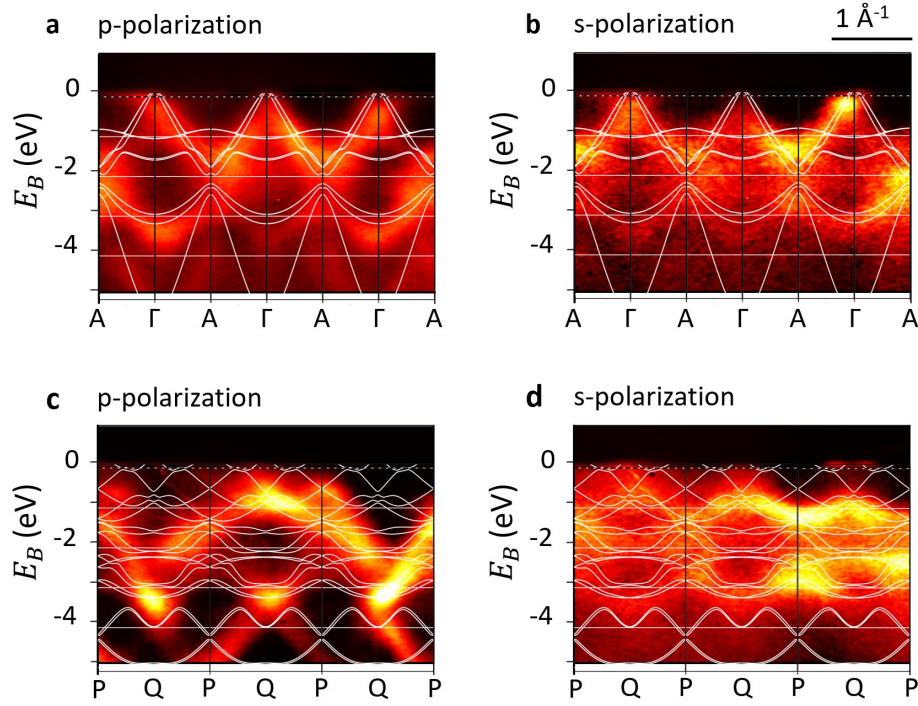 a p-polarization
b s-polarization
1 Å⁻¹
0
-2
-4
E_B (eV)
A Γ A Γ A Γ A
0
-2
-4
E_B (eV)
A Γ A Γ A Γ A
c p-polarization
d s-polarization
0
-2
-4
E_B (eV)
P Q P Q P Q P
0
-2
-4
E_B (eV)
P Q P Q P Q P